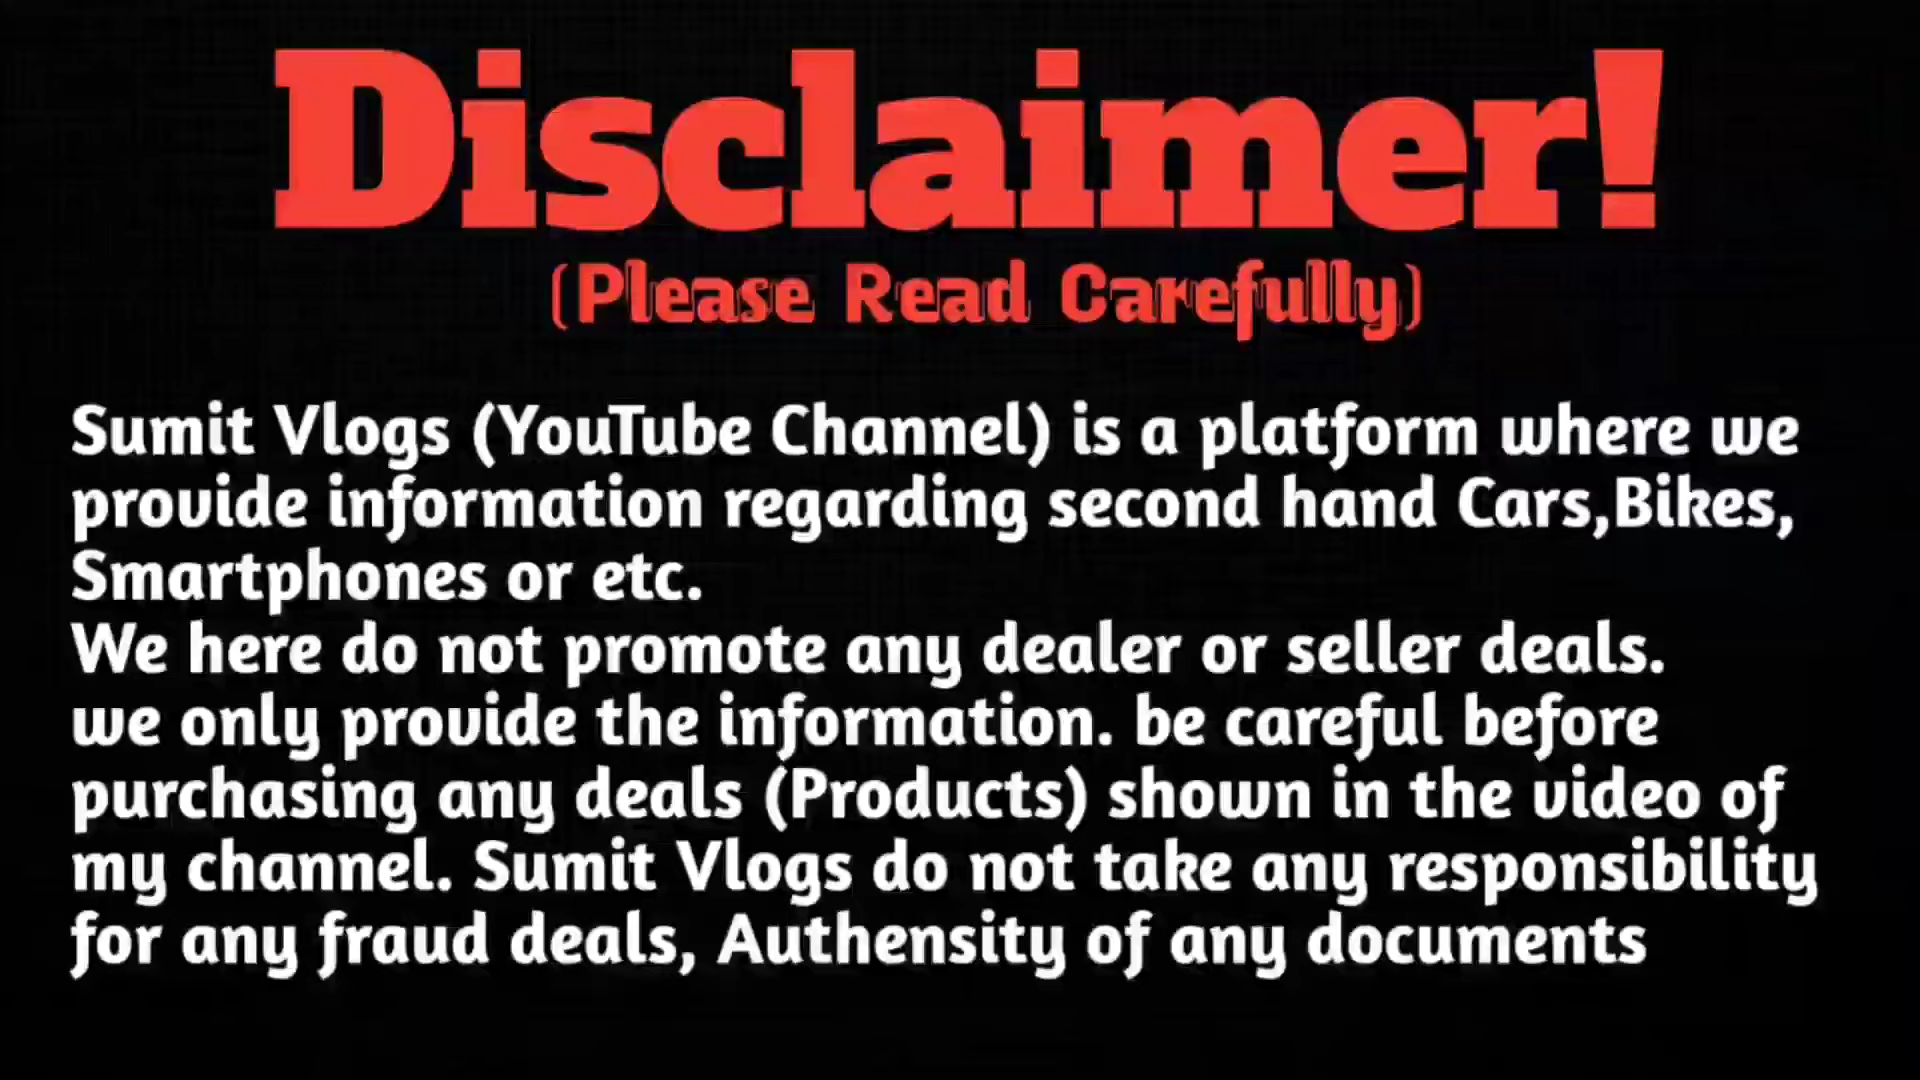 Disclaimer!
(Please Read Carefully)
Sumit Vlogs (YouTube Channel) is a platform where we
provide information regarding second hand Cars,Bikes,
Smartphones or etc.
We here do not promote any dealer or seller deals.
we only provide the information. be careful before
purchasing any deals (Products) shown in the video of
my channel. Sumit Vlogs do not take any responsibility
for any fraud deals, Authensity of any documents